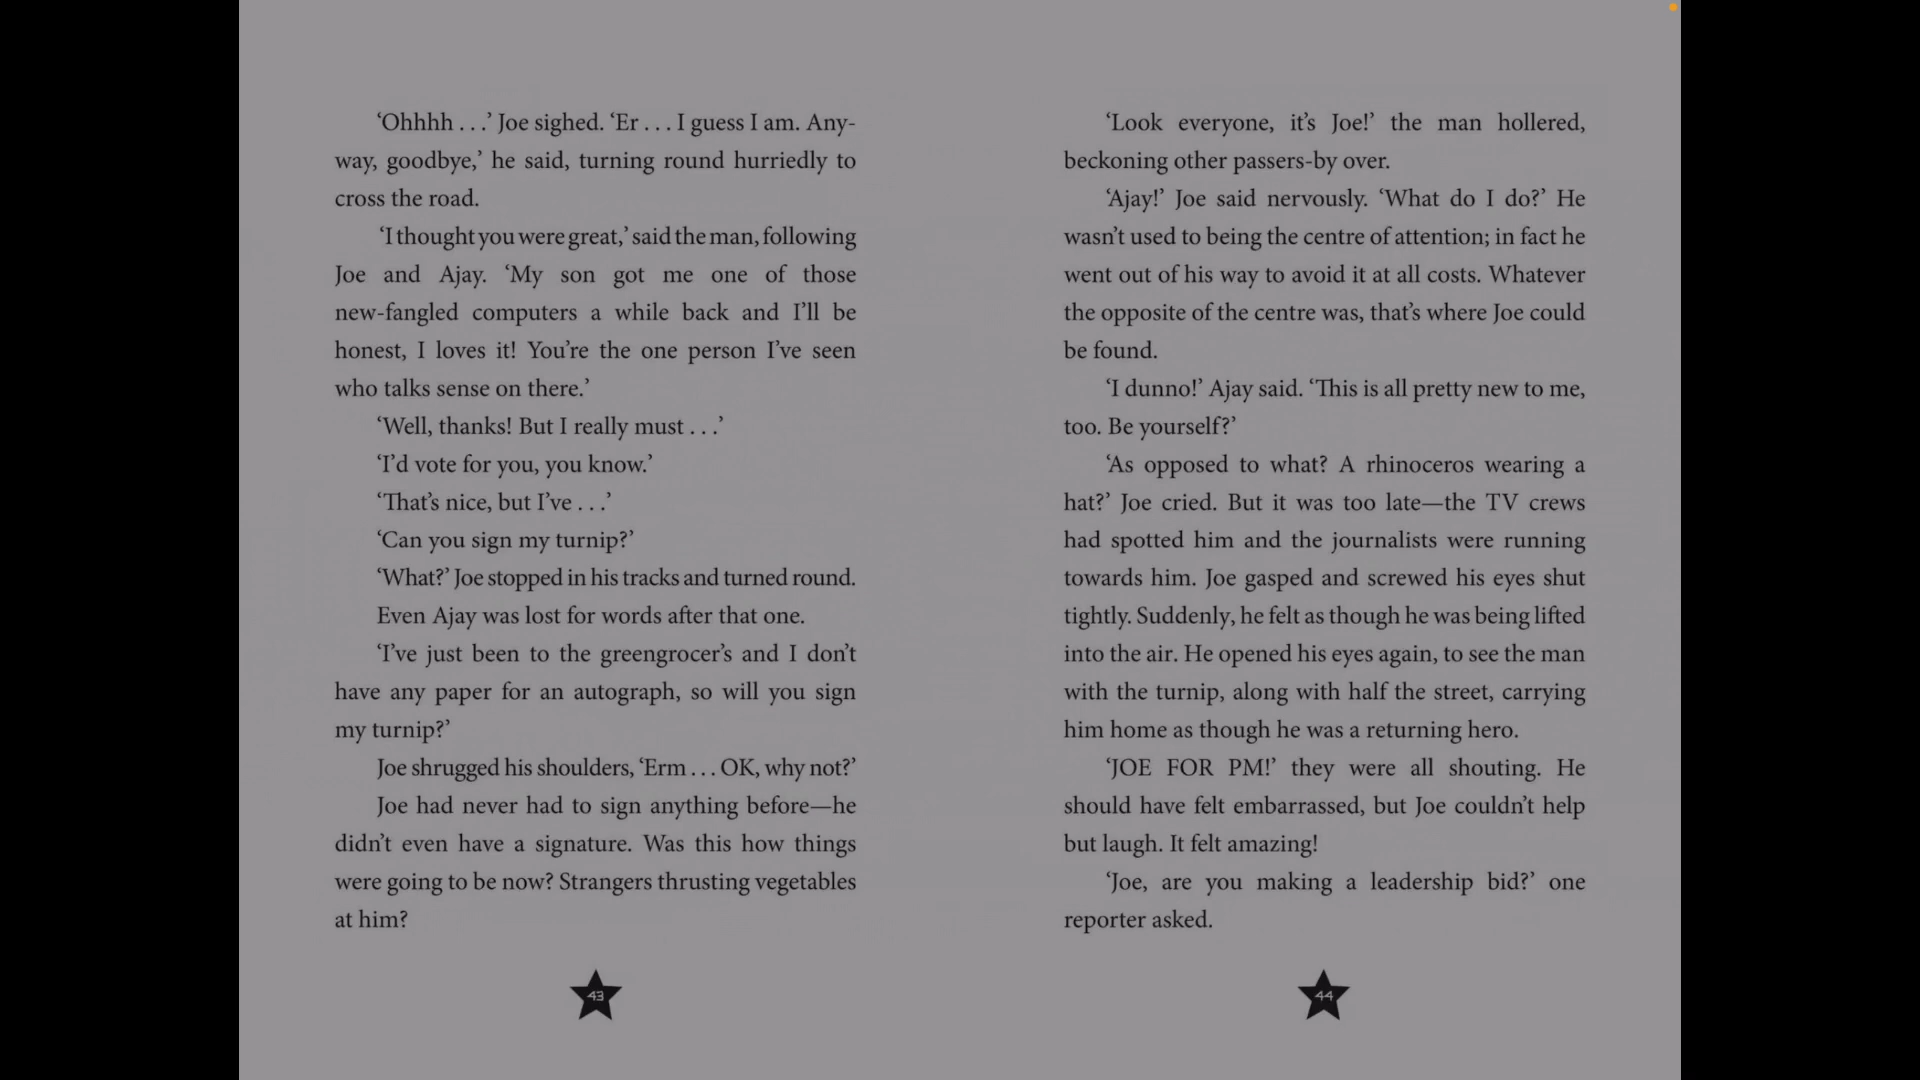 ‘Ohhhh . . .’ Joe sighed. ‘Er . . . I guess I am. Any-
way, goodbye,’ he said, turning round hurriedly to
cross the road.
‘I thought you were great,’ said the man, following
Joe and Ajay. ‘My son got me one of those
new-fangled computers a while back and I’ll be
honest, I loves it! You’re the one person I’ve seen
who talks sense on there.’
‘Well, thanks! But I really must . . .’
‘I’d vote for you, you know.’
‘That’s nice, but I’ve . . .’
‘Can you sign my turnip?’
‘What?’ Joe stopped in his tracks and turned round.
Even Ajay was lost for words after that one.
‘I’ve just been to the greengrocer’s and I don’t
have any paper for an autograph, so will you sign
my turnip?’
Joe shrugged his shoulders, ‘Erm . . . OK, why not?’
Joe had never had to sign anything before—he
didn’t even have a signature. Was this how things
were going to be now? Strangers thrusting vegetables
at him?
43
‘Look everyone, it’s Joe!’ the man hollered,
beckoning other passers-by over.
‘Ajay!’ Joe said nervously. ‘What do I do?’ He
wasn’t used to being the centre of attention; in fact he
went out of his way to avoid it at all costs. Whatever
the opposite of the centre was, that’s where Joe could
be found.
‘I dunno!’ Ajay said. ‘This is all pretty new to me,
too. Be yourself?’
‘As opposed to what? A rhinoceros wearing a
hat?’ Joe cried. But it was too late—the TV crews
had spotted him and the journalists were running
towards him. Joe gasped and screwed his eyes shut
tightly. Suddenly, he felt as though he was being lifted
into the air. He opened his eyes again, to see the man
with the turnip, along with half the street, carrying
him home as though he was a returning hero.
‘JOE FOR PM!’ they were all shouting. He
should have felt embarrassed, but Joe couldn’t help
but laugh. It felt amazing!
‘Joe, are you making a leadership bid?’ one
reporter asked.
44